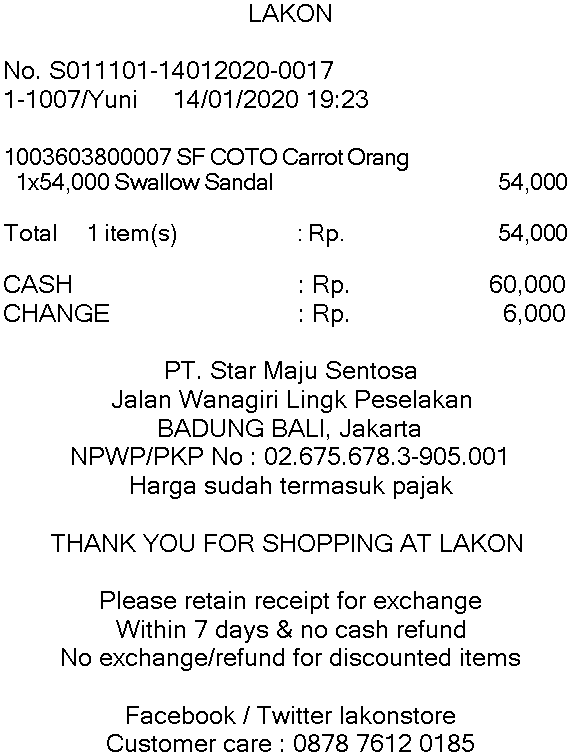 LAKON
No. S011101-14012020-0017
1-1007/Yuni 14/01/2020 19:23
1003603800007 SF COTO Carrot Orang
1x54,000 Swallow Sandal 54,000
Total 1 item(s) : Rp. 54,000
CASH : Rp. 60,000
CHANGE : Rp. 6,000
PT. Star Maju Sentosa
Jalan Wanagiri Lingk Peselakan
BADUNG BALI, Jakarta
NPWP/PKP No : 02.675.678.3-905.001
Harga sudah termasuk pajak
THANK YOU FOR SHOPPING AT LAKON
Please retain receipt for exchange
Within 7 days & no cash refund
No exchange/refund for discounted items
Facebook / Twitter lakonstore
Customer care : 0878 7612 0185